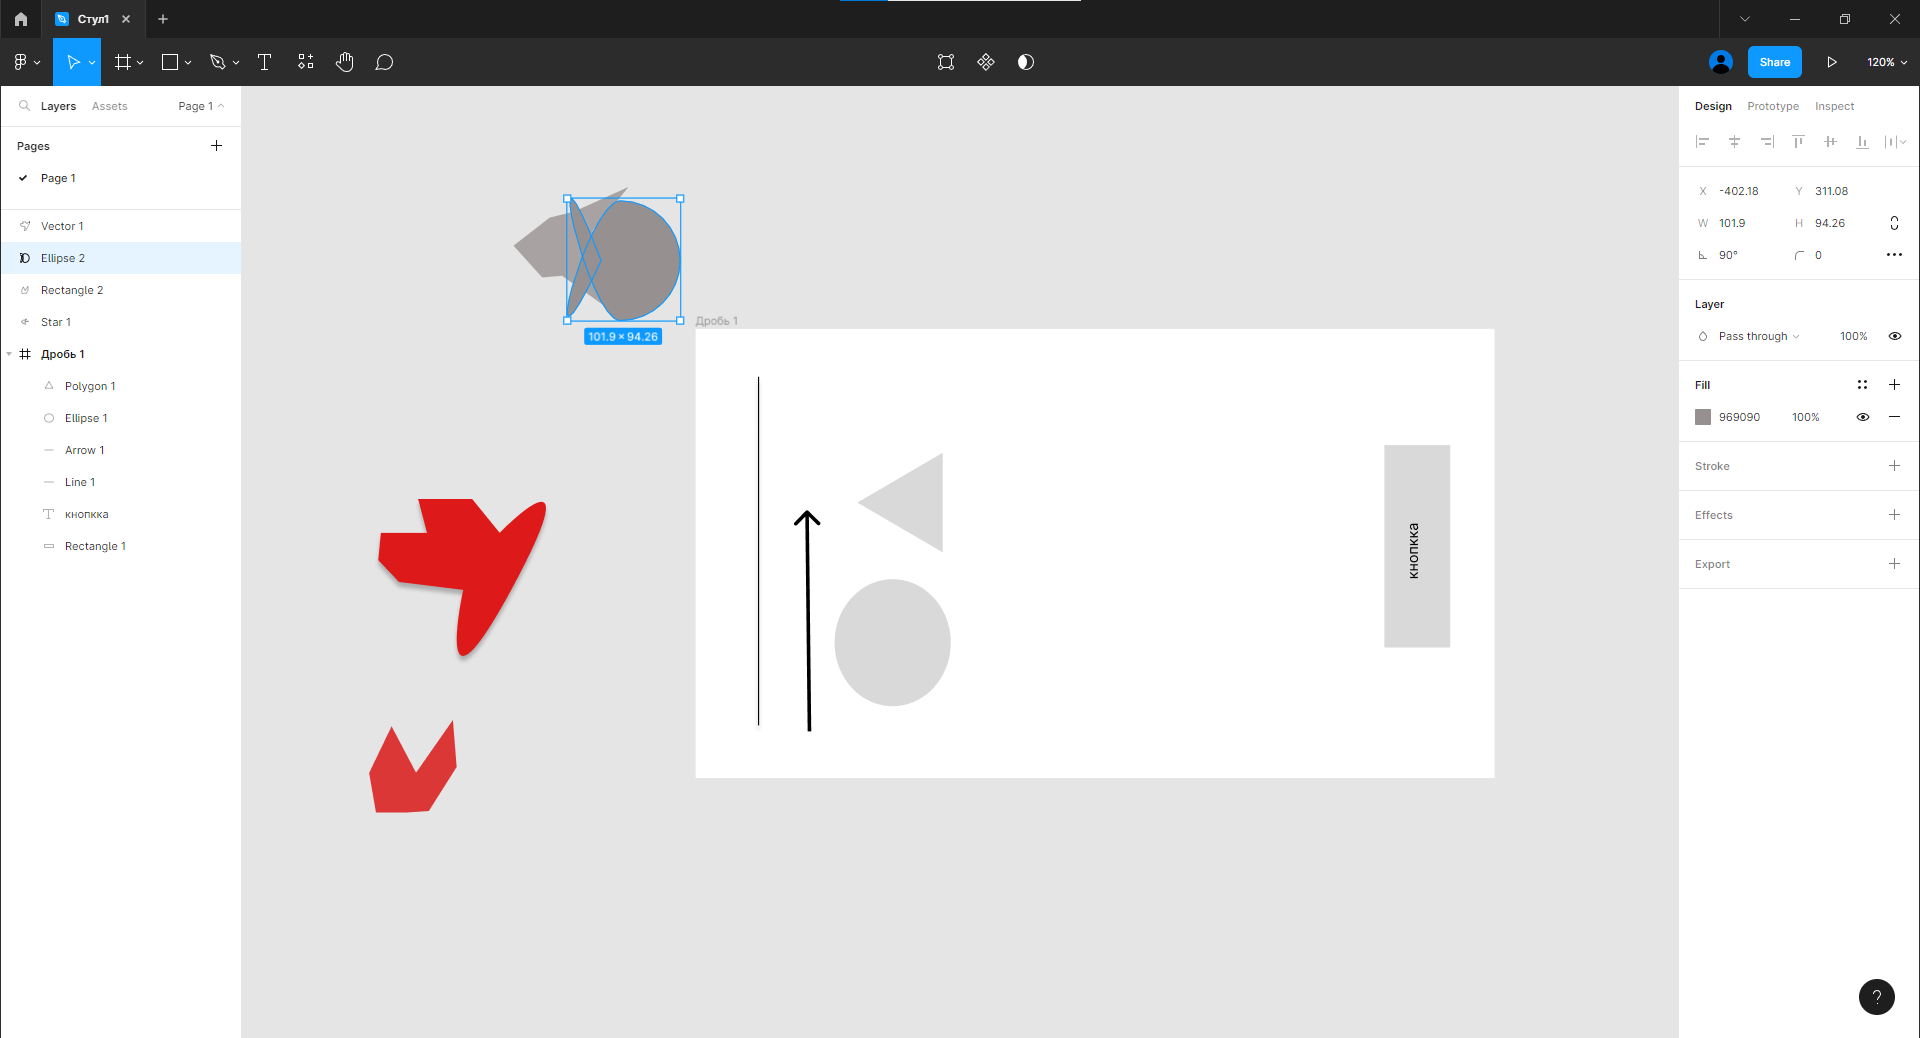 Стул1
Share
120%
Layers
Assets
Page 1
Pages
Page 1
Vector 1
Ellipse 2
Rectangle 2
Star 1
Дробь 1
Polygon 1
Ellipse 1
Arrow 1
Line 1
кнопкка
Rectangle 1
101.9 × 94.26
Дробь 1
кнопкка
Design
Prototype
Inspect
X
-402.18
Y
311.08
W
101.9
H
94.26
90°
0
Layer
Pass through
100%
Fill
969090
100%
Stroke
Effects
Export
?